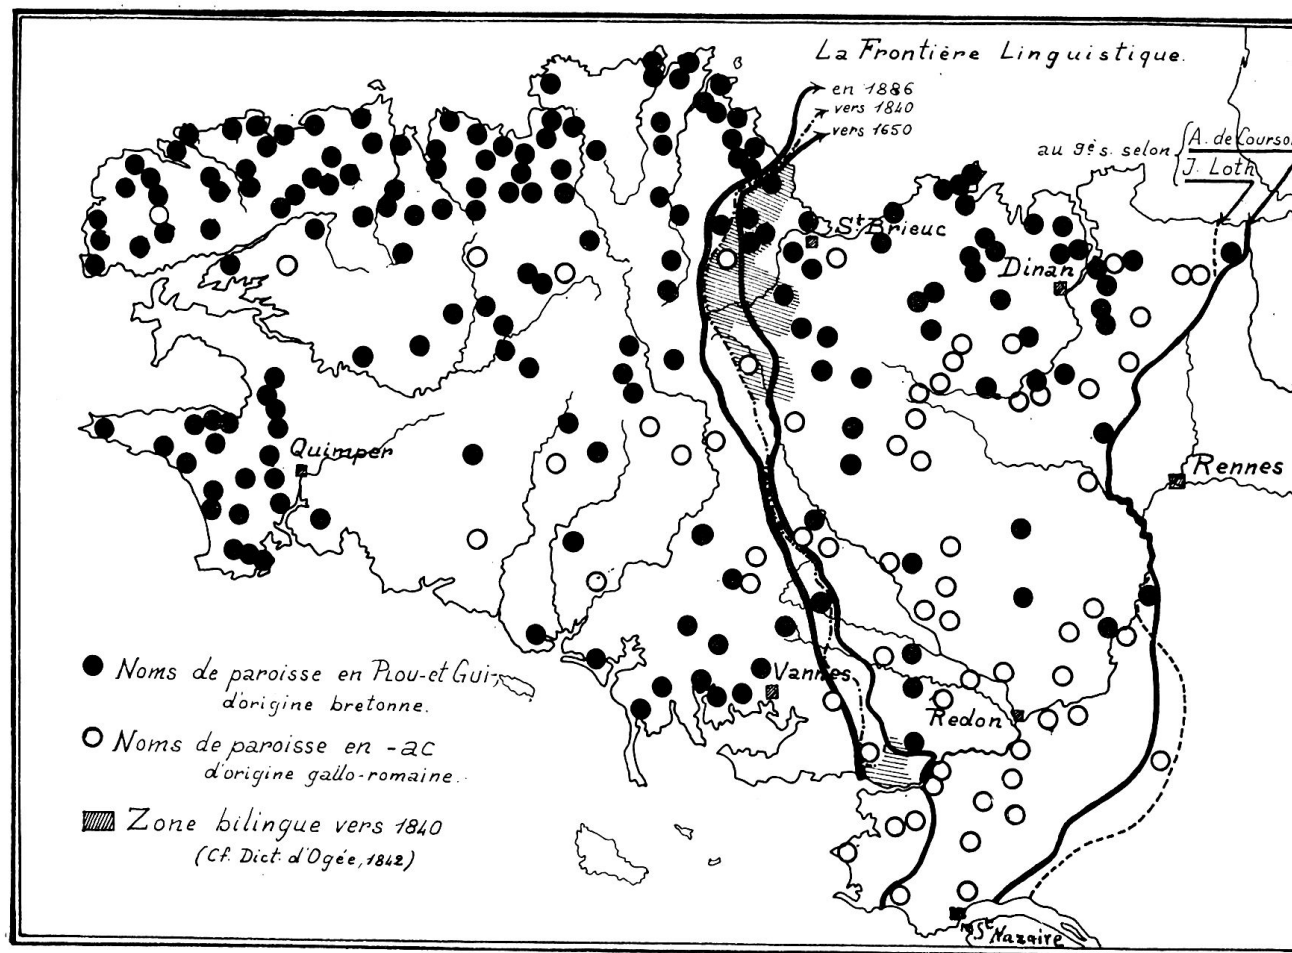 La Frontière Linguistique.
en 1886
vers 1840
vers 1650
au 9e s. selon
A. de Courson
J. Loth
St Brieuc
Dinan
Quimper
Rennes
Vannes
Redon
St Nazaire
Noms de paroisse en PLou-et Gui-
d'origine bretonne.
Noms de paroisse en -ac
d'origine gallo-romaine.
Zone bilingue vers 1840
(Cf. Dict. d'Ogée, 1842)